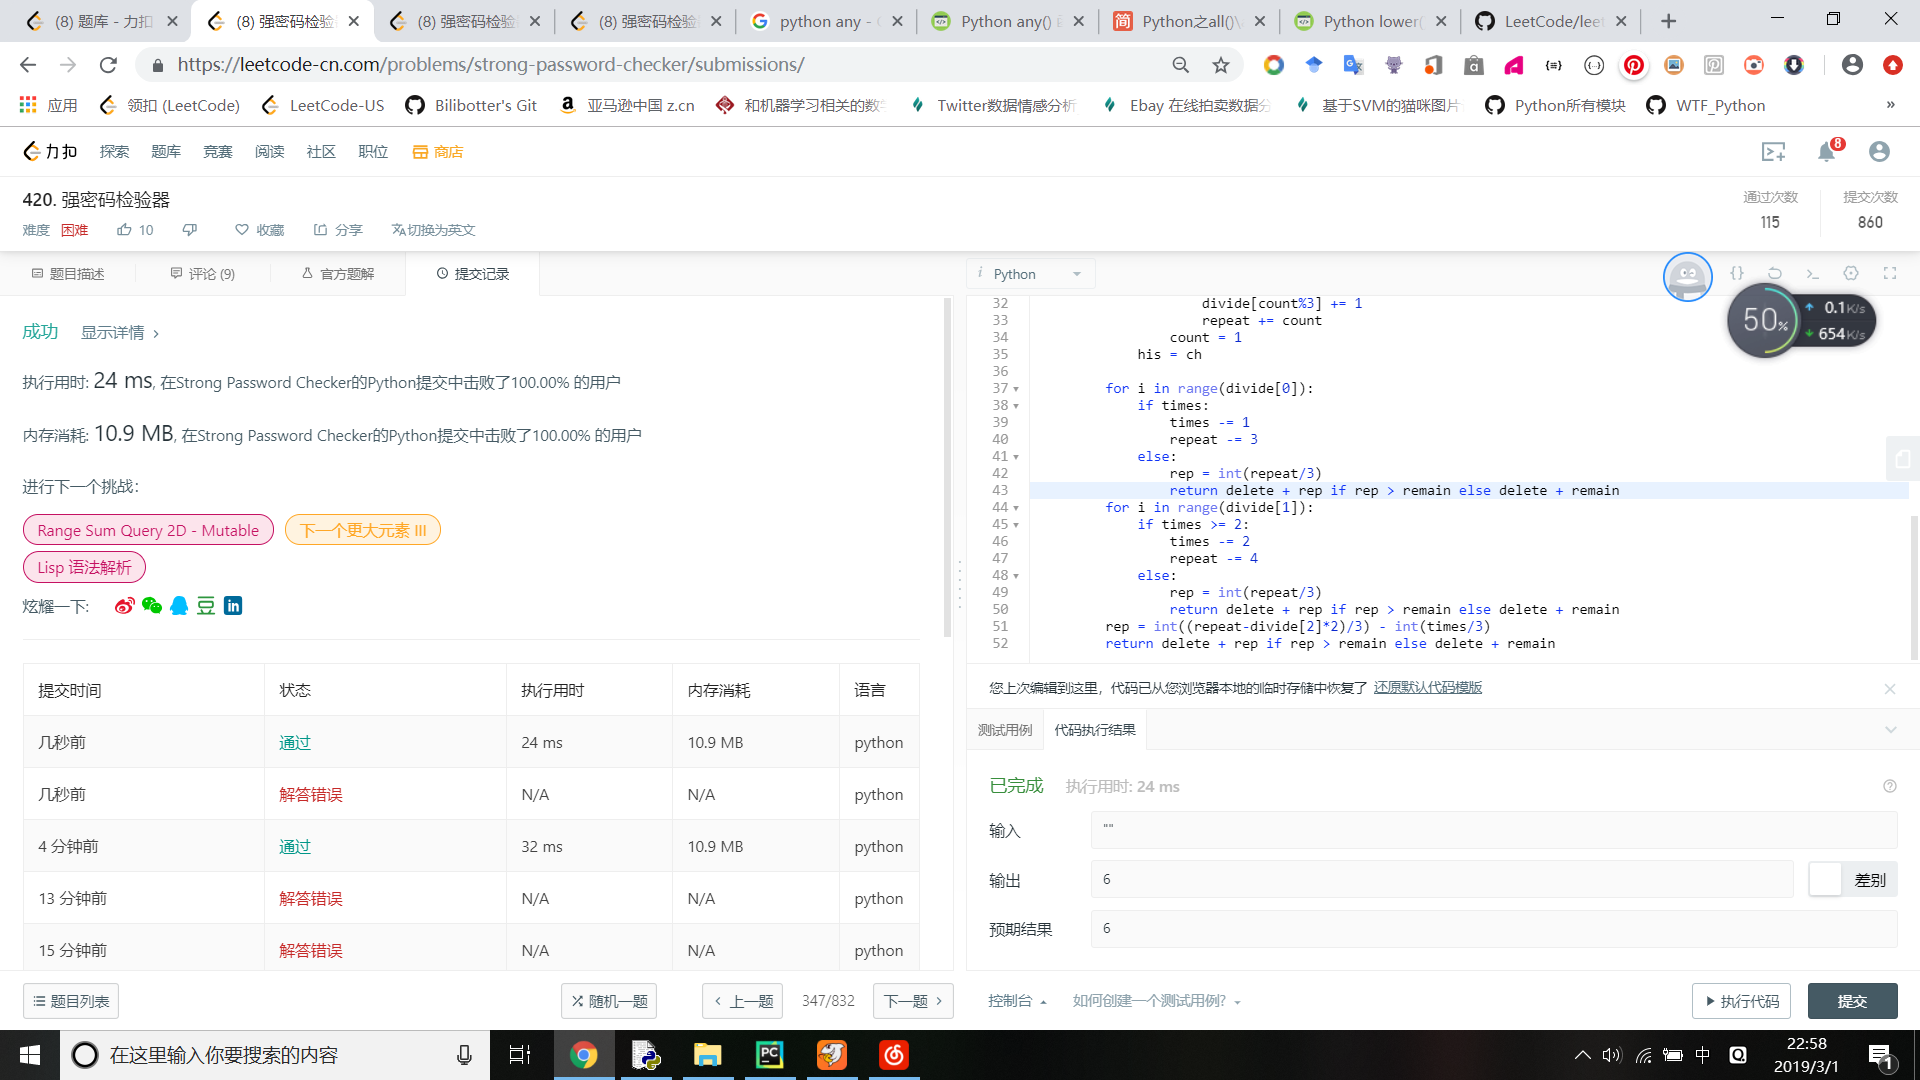 (8) 题库 - 力扣
(8) 强密码检验
(8) 强密码检验
(8) 强密码检验
python any - G
Python any() 函
Python之all()\
Python lower(
LeetCode/leet
https://leetcode-cn.com/problems/strong-password-checker/submissions/
应用
领扣 (LeetCode)
LeetCode-US
Bilibotter's Git
亚马逊中国 z.cn
和机器学习相关的数学
Twitter数据情感分析
Ebay 在线拍卖数据分
基于SVM的猫咪图片
Python所有模块
WTF_Python
»
力扣
探索
题库
竞赛
阅读
社区
职位
商店
8
420. 强密码检验器
难度 困难
10
收藏
分享
切换为英文
通过次数
115
提交次数
860
题目描述
评论 (9)
官方题解
提交记录
成功
显示详情 >
执行用时: 24 ms, 在Strong Password Checker的Python提交中击败了100.00% 的用户
内存消耗: 10.9 MB, 在Strong Password Checker的Python提交中击败了100.00% 的用户
进行下一个挑战:
Range Sum Query 2D - Mutable
下一个更大元素 III
Lisp 语法解析
炫耀一下:
提交时间 状态 执行用时 内存消耗 语言
几秒前 通过 24 ms 10.9 MB python
几秒前 解答错误 N/A N/A python
4 分钟前 通过 32 ms 10.9 MB python
13 分钟前 解答错误 N/A N/A python
15 分钟前 解答错误 N/A N/A python
题目列表
随机一题
上一题
347/832
下一题
i Python
50%
0.1K/s
654K/s
32 divide[count%3] += 1
33 repeat += count
34 count = 1
35 his = ch
36
37 for i in range(divide[0]):
38 if times:
39 times -= 1
40 repeat -= 3
41 else:
42 rep = int(repeat/3)
43 return delete + rep if rep > remain else delete + remain
44 for i in range(divide[1]):
45 if times >= 2:
46 times -= 2
47 repeat -= 4
48 else:
49 rep = int(repeat/3)
50 return delete + rep if rep > remain else delete + remain
51 rep = int((repeat-divide[2]*2)/3) - int(times/3)
52 return delete + rep if rep > remain else delete + remain
您上次编辑到这里，代码已从您浏览器本地的临时存储中恢复了 还原默认代码模版
测试用例
代码执行结果
已完成
执行用时: 24 ms
输入
""
输出
6
差别
预期结果
6
控制台
如何创建一个测试用例?
执行代码
提交
在这里输入你要搜索的内容
中
22:58
2019/3/1
1